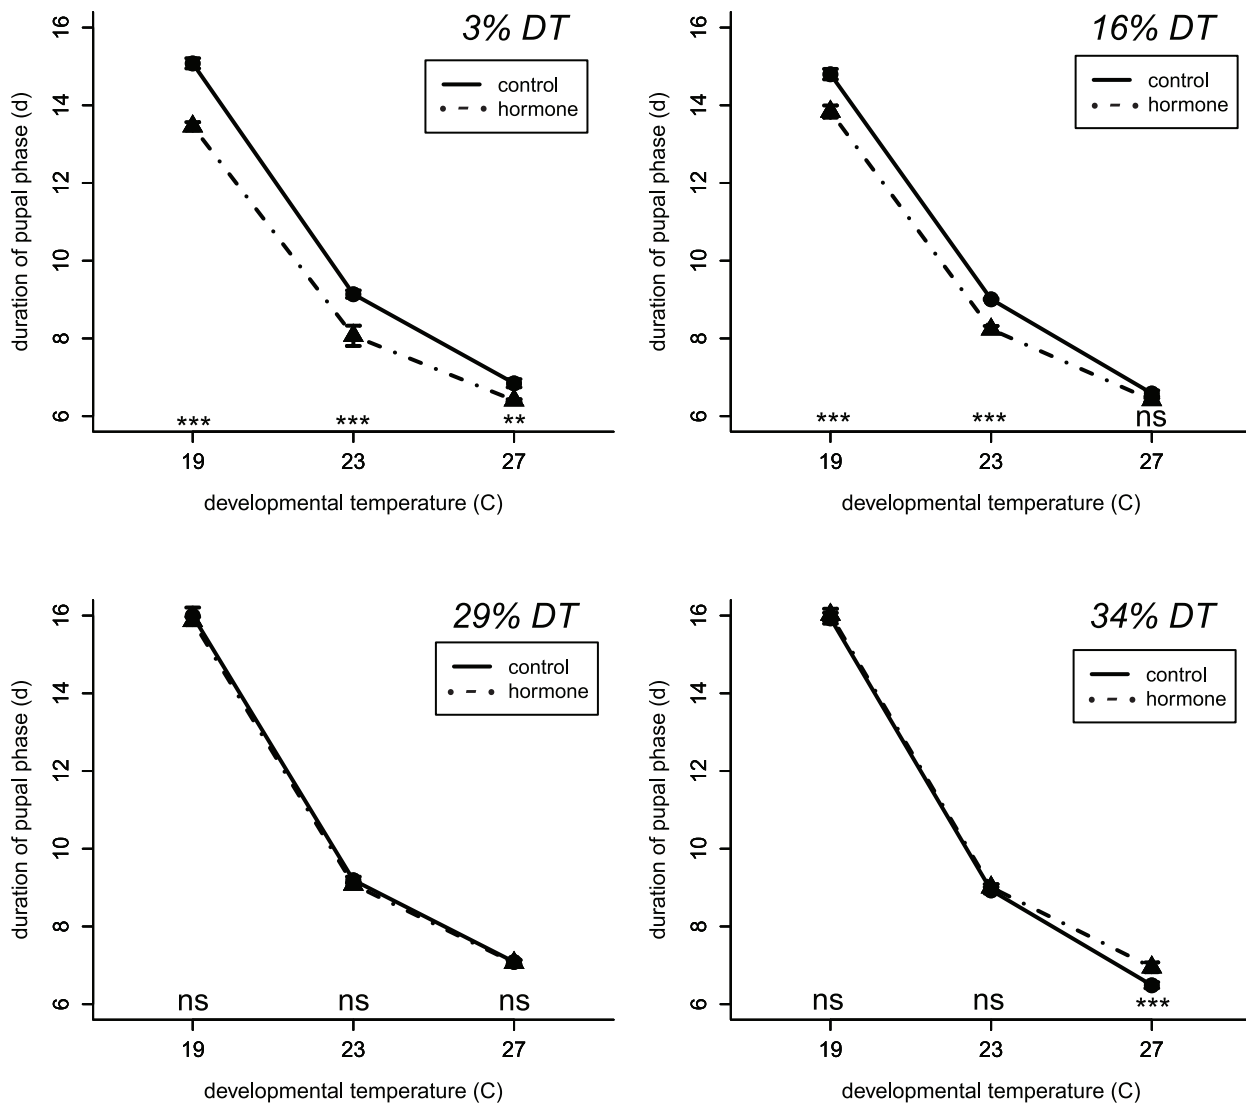 3% DT
control
hormone
duration of pupal phase (d)
16
14
12
10
8
6
*** *** **
19 23 27
developmental temperature (C)
16% DT
control
hormone
duration of pupal phase (d)
16
14
12
10
8
6
*** *** ns
19 23 27
developmental temperature (C)
29% DT
control
hormone
duration of pupal phase (d)
16
14
12
10
8
6
ns ns ns
19 23 27
developmental temperature (C)
34% DT
control
hormone
duration of pupal phase (d)
16
14
12
10
8
6
ns ns ***
19 23 27
developmental temperature (C)